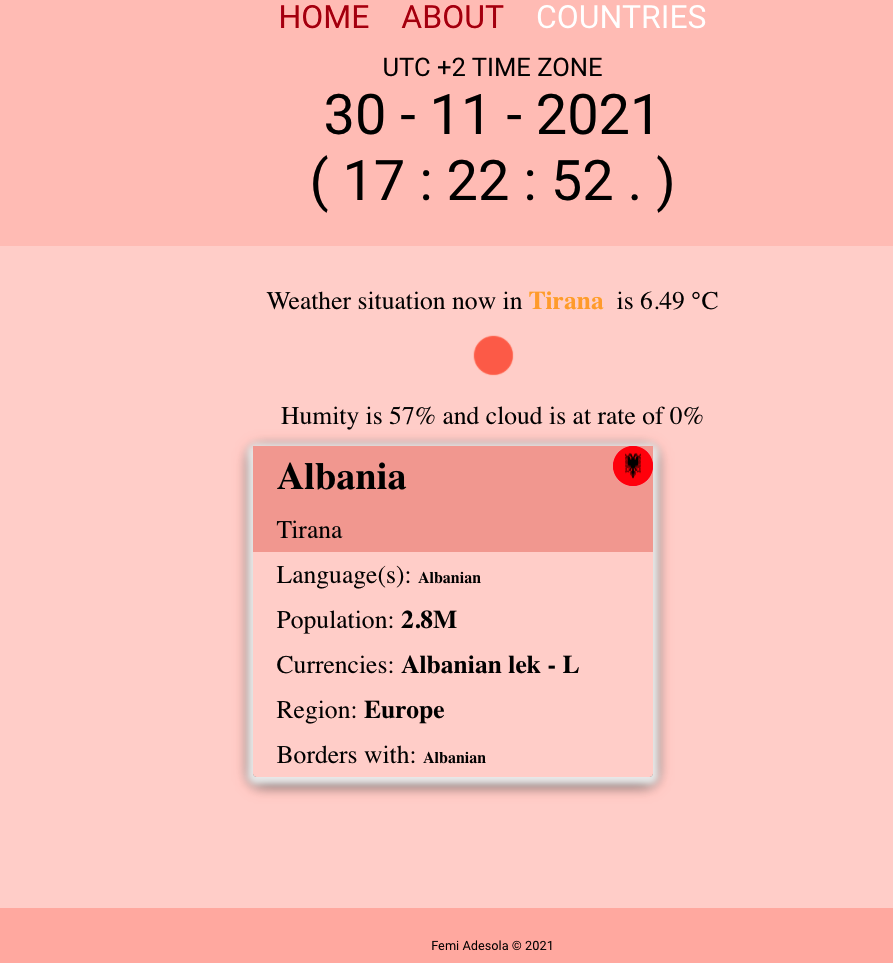 HOME ABOUT COUNTRIES
UTC +2 TIME ZONE
30 - 11 - 2021
( 17 : 22 : 52 . )
Weather situation now in Tirana is 6.49 °C
Humity is 57% and cloud is at rate of 0%
Albania
Tirana
Language(s): Albanian
Population: 2.8M
Currencies: Albanian lek - L
Region: Europe
Borders with: Albanian
Femi Adesola © 2021